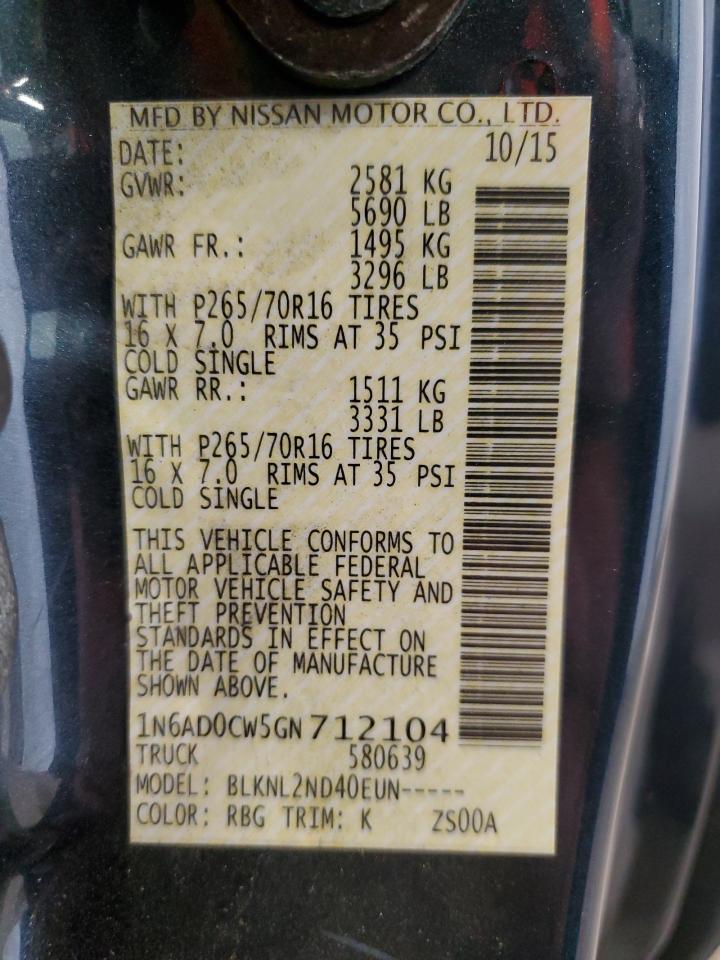 MFD BY NISSAN MOTOR CO., LTD.
DATE: 10/15
GVWR: 2581 KG
5690 LB
GAWR FR.: 1495 KG
3296 LB
WITH P265/70R16 TIRES
16 X 7.0 RIMS AT 35 PSI
COLD SINGLE
GAWR RR.: 1511 KG
3331 LB
WITH P265/70R16 TIRES
16 X 7.0 RIMS AT 35 PSI
COLD SINGLE
THIS VEHICLE CONFORMS TO
ALL APPLICABLE FEDERAL
MOTOR VEHICLE SAFETY AND
THEFT PREVENTION
STANDARDS IN EFFECT ON
THE DATE OF MANUFACTURE
SHOWN ABOVE.
1N6AD0CW5GN712104
TRUCK 580639
MODEL: BLKNL2ND40EUN-----
COLOR: RBG TRIM: K ZS00A